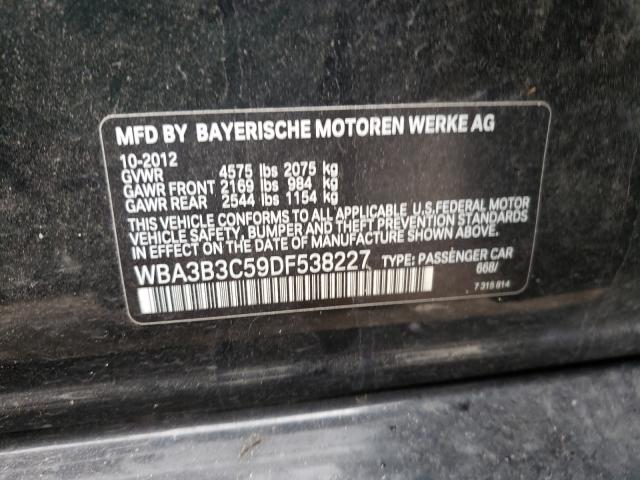 MFD BY BAYERISCHE MOTOREN WERKE AG
10-2012
GVWR 4575 lbs 2075 kg
GAWR FRONT 2169 lbs 984 kg
GAWR REAR 2544 lbs 1154 kg
THIS VEHICLE CONFORMS TO ALL APPLICABLE U.S.FEDERAL MOTOR
VEHICLE SAFETY, BUMPER AND THEFT PREVENTION STANDARDS
IN EFFECT ON THE DATE OF MANUFACTURE SHOWN ABOVE.
WBA3B3C59DF538227 TYPE: PASSENGER CAR
668/
7 315 614